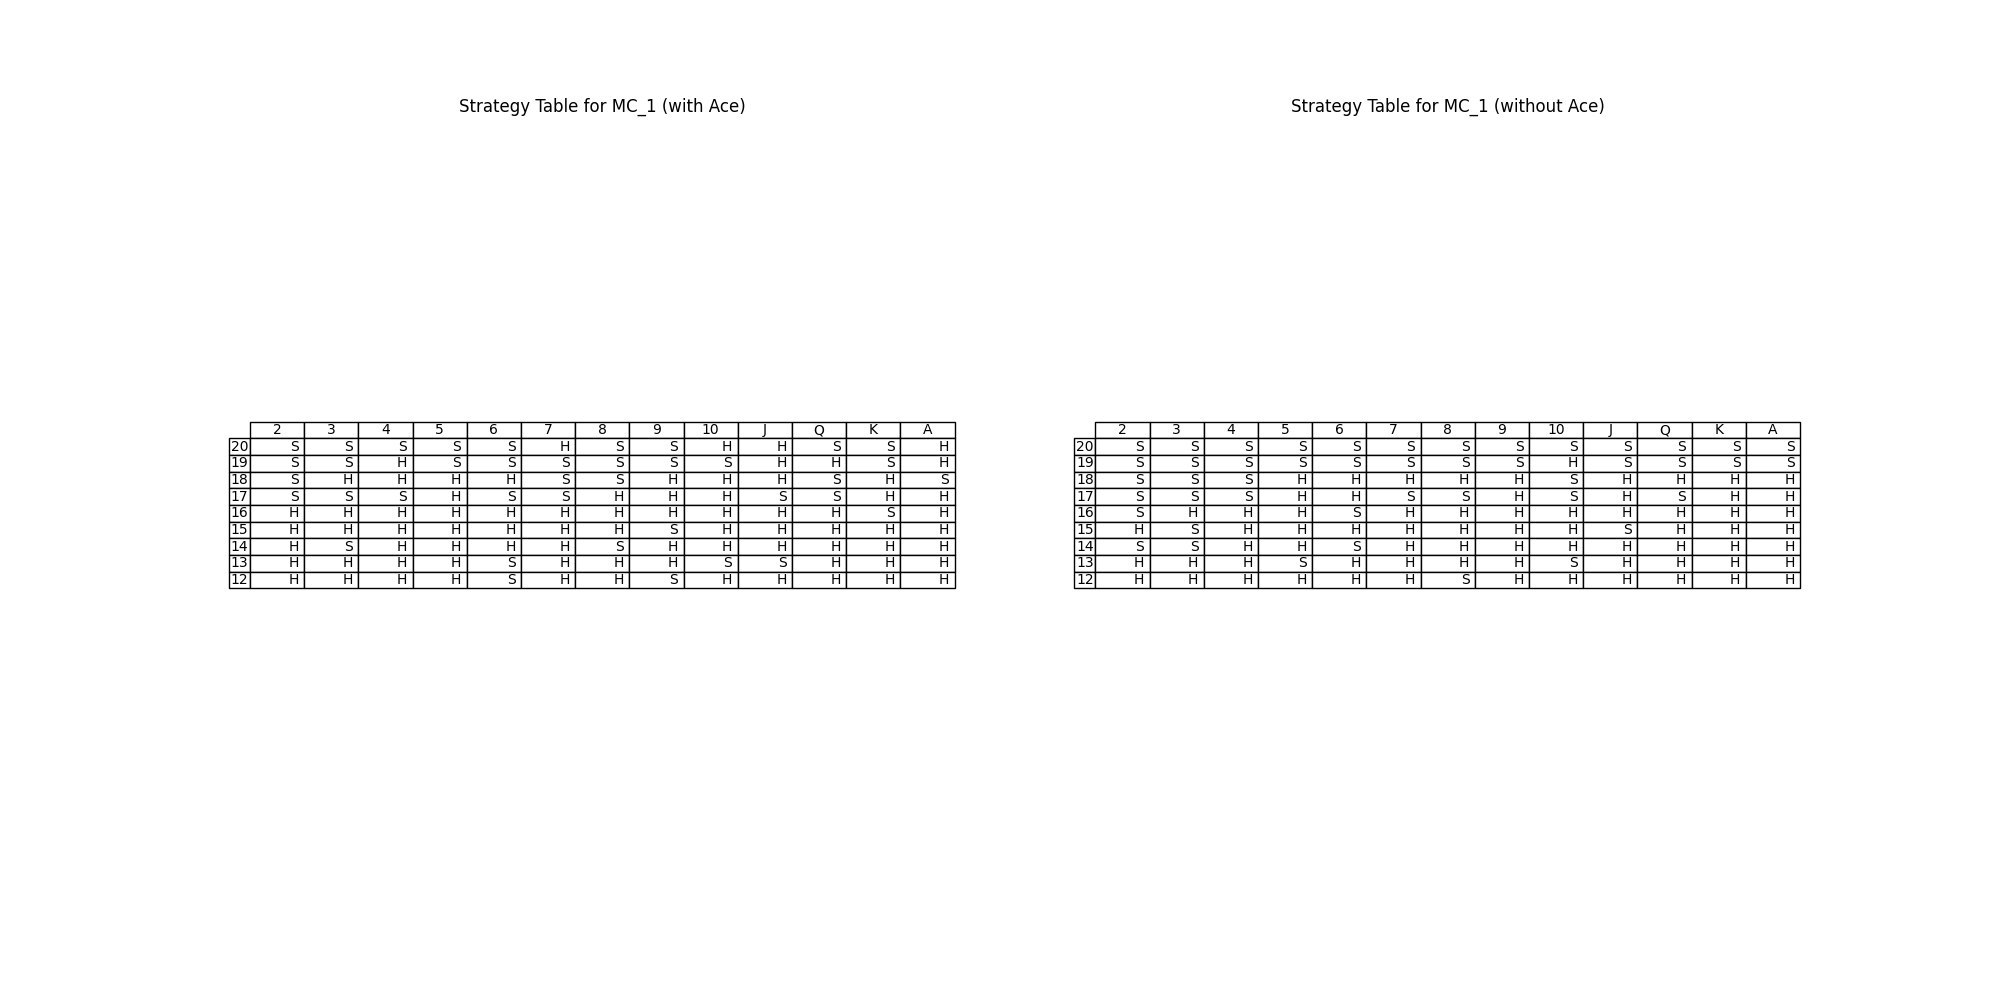 Strategy Table for MC_1 (with Ace)
2 3 4 5 6 7 8 9 10 J Q K A
20 S S S S S H S S H H S S H
19 S S H S S S S S S H H S H
18 S H H H H S S H H H S H S
17 S S S H S S H H H S S H H
16 H H H H H H H H H H H S H
15 H H H H H H H S H H H H H
14 H S H H H H S H H H H H H
13 H H H H S H H H S S H H H
12 H H H H S H H S H H H H H
Strategy Table for MC_1 (without Ace)
2 3 4 5 6 7 8 9 10 J Q K A
20 S S S S S S S S S S S S S
19 S S S S S S S S H S S S S
18 S S S H H H H H S H H H H
17 S S S H H S S H S H S H H
16 S H H H S H H H H H H H H
15 H S H H H H H H H S H H H
14 S S H H S H H H H H H H H
13 H H H S H H H H S H H H H
12 H H H H H H S H H H H H H